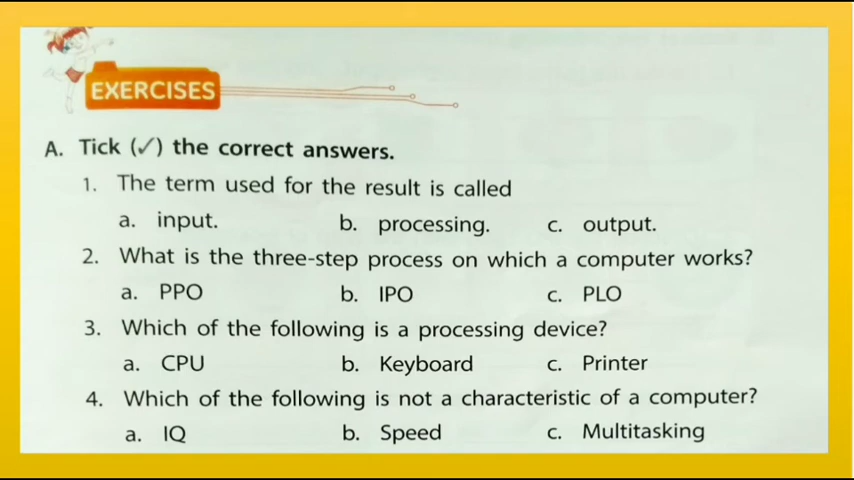 EXERCISES
A. Tick (✓) the correct answers.
1. The term used for the result is called
a. input. b. processing. c. output.
2. What is the three-step process on which a computer works?
a. PPO b. IPO c. PLO
3. Which of the following is a processing device?
a. CPU b. Keyboard c. Printer
4. Which of the following is not a characteristic of a computer?
a. IQ b. Speed c. Multitasking